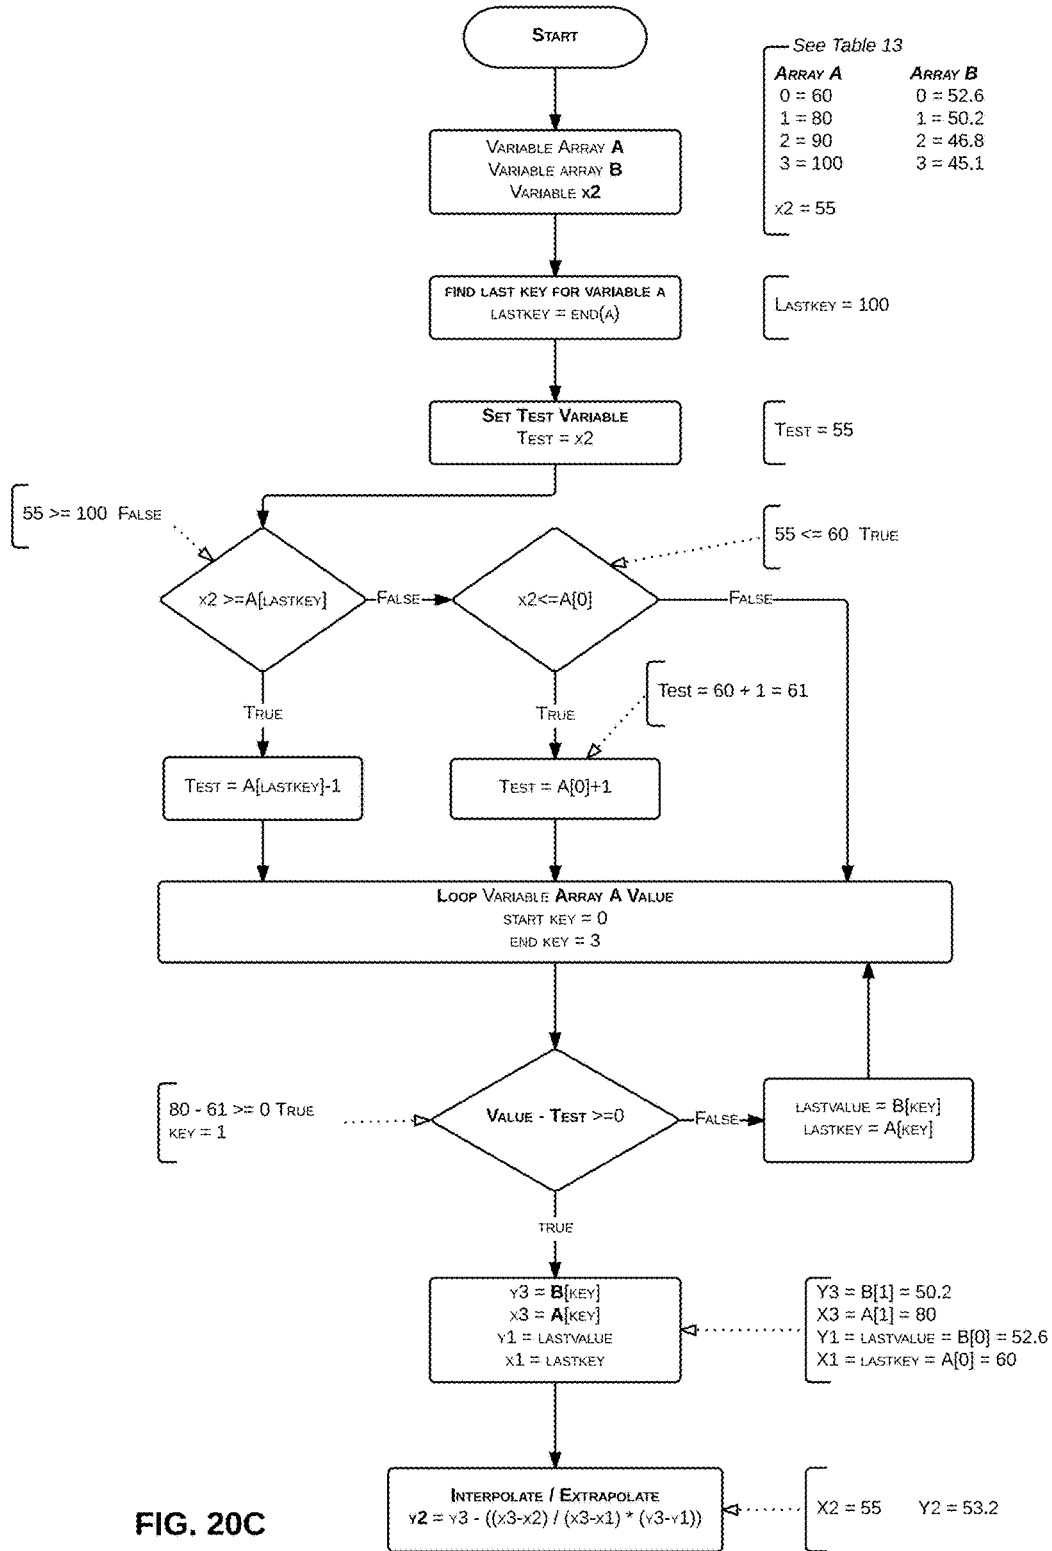 START
See Table 13
ARRAY A ARRAY B
0 = 60 0 = 52.6
1 = 80 1 = 50.2
2 = 90 2 = 46.8
3 = 100 3 = 45.1
x2 = 55
VARIABLE ARRAY A
VARIABLE ARRAY B
VARIABLE x2
FIND LAST KEY FOR VARIABLE A
LASTKEY = END(A)
LASTKEY = 100
SET TEST VARIABLE
TEST = x2
TEST = 55
55 >= 100 FALSE
55 <= 60 TRUE
x2 >=A[LASTKEY]
FALSE
x2<=A[0]
FALSE
TRUE
TRUE
Test = 60 + 1 = 61
TEST = A[LASTKEY]-1
TEST = A[0]+1
LOOP VARIABLE ARRAY A VALUE
START KEY = 0
END KEY = 3
80 - 61 >= 0 TRUE
KEY = 1
VALUE - TEST >=0
FALSE
LASTVALUE = B[KEY]
LASTKEY = A[KEY]
TRUE
Y3 = B[KEY]
X3 = A[KEY]
Y1 = LASTVALUE
X1 = LASTKEY
Y3 = B[1] = 50.2
X3 = A[1] = 80
Y1 = LASTVALUE = B[0] = 52.6
X1 = LASTKEY = A[0] = 60
INTERPOLATE / EXTRAPOLATE
Y2 = Y3 - ((X3-X2) / (X3-X1) * (Y3-Y1))
X2 = 55 Y2 = 53.2
FIG. 20C